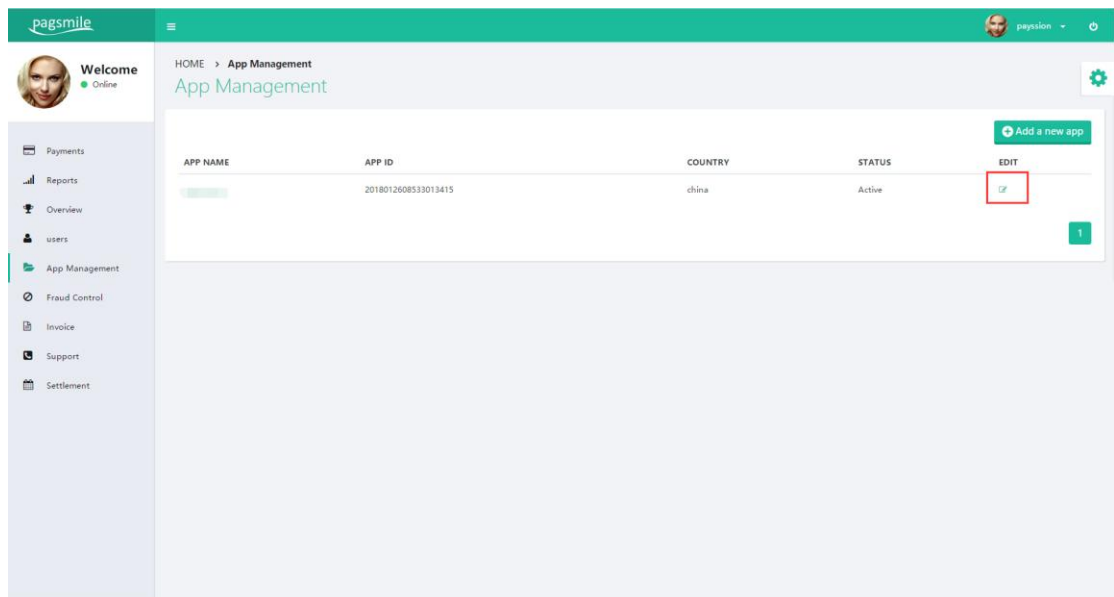 pagsmile
payssion
Welcome
Online
HOME > App Management
App Management
Add a new app
Payments
Reports
Overview
users
App Management
Fraud Control
Invoice
Support
Settlement
APP NAME APP ID COUNTRY STATUS EDIT
2018012608533013415 china Active
1